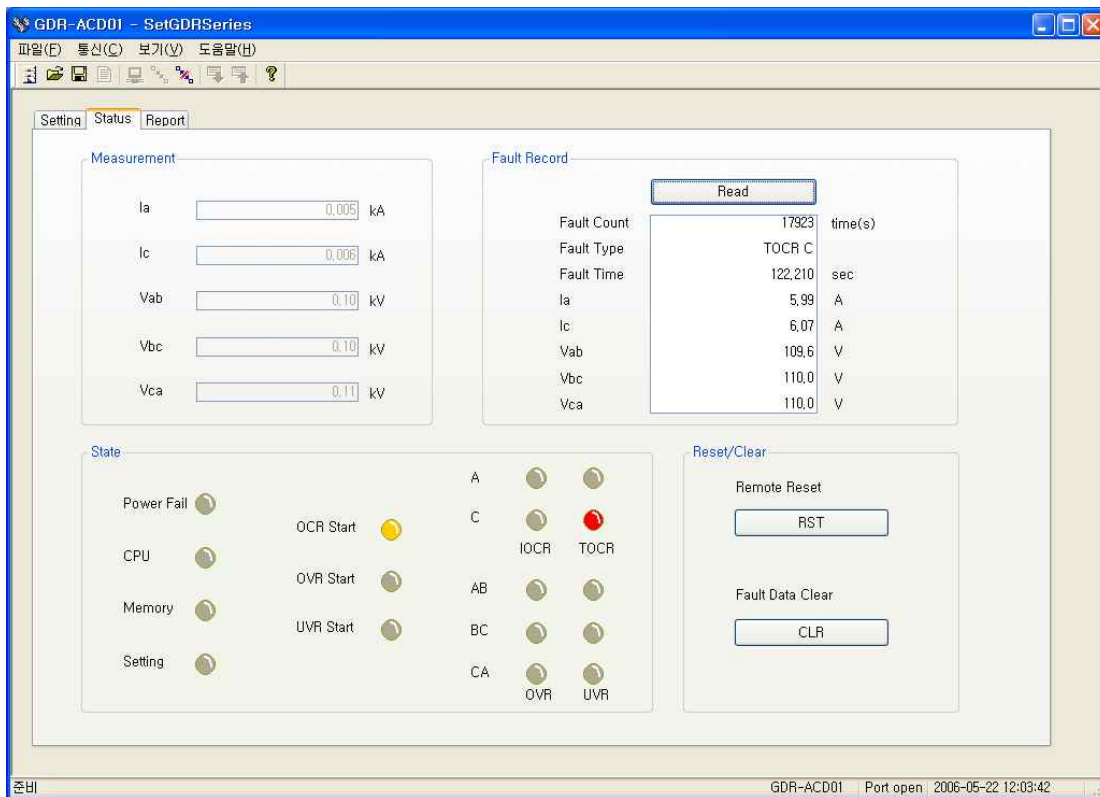 GDR-ACD01 - SetGDRSeries
파일(F) 통신(C) 보기(V) 도움말(H)
Setting Status Report
Measurement
Ia 0,005 kA
Ic 0,006 kA
Vab 0,10 kV
Vbc 0,10 kV
Vca 0,11 kV
Fault Record
Read
Fault Count 17923 time(s)
Fault Type TOCR C
Fault Time 122,210 sec
Ia 5,99 A
Ic 6,07 A
Vab 109,6 V
Vbc 110,0 V
Vca 110,0 V
State
Power Fail
CPU
Memory
Setting
OCR Start
OVR Start
UVR Start
A
C
IOCR TOCR
AB
BC
CA
OVR UVR
Reset/Clear
Remote Reset
RST
Fault Data Clear
CLR
준비 GDR-ACD01 Port open 2006-05-22 12:03:42